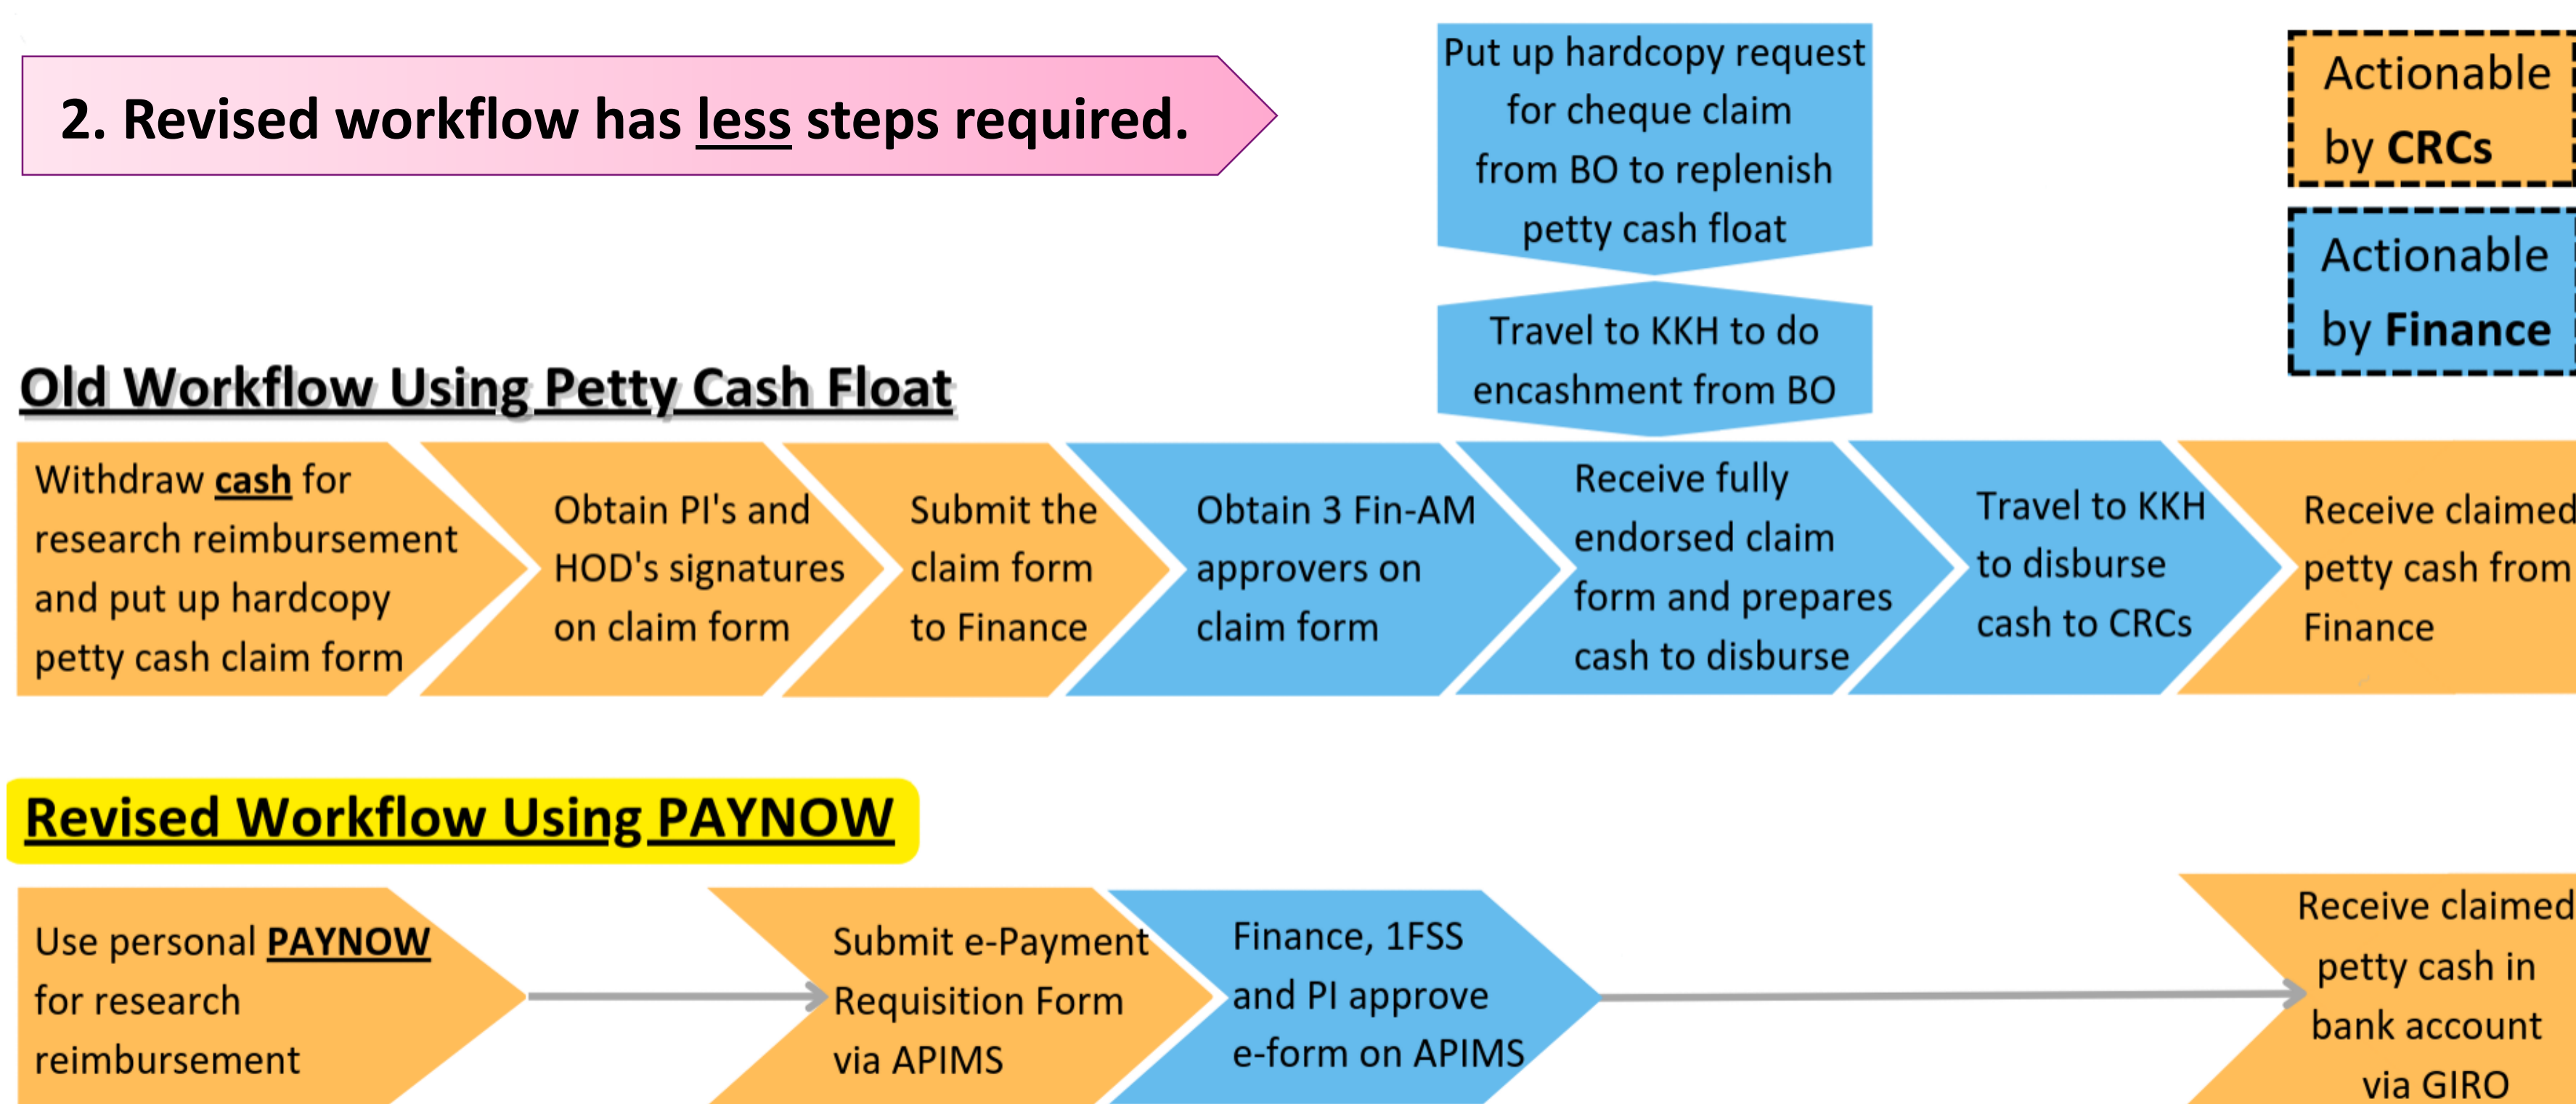 2. Revised workflow has less steps required.
Put up hardcopy request
for cheque claim
from BO to replenish
petty cash float
Travel to KKH to do
encashment from BO
Actionable
by CRCs
Actionable
by Finance
Old Workflow Using Petty Cash Float
Withdraw cash for
research reimbursement
and put up hardcopy
petty cash claim form
Obtain PI's and
HOD's signatures
on claim form
Submit the
claim form
to Finance
Obtain 3 Fin-AM
approvers on
claim form
Receive fully
endorsed claim
form and prepares
cash to disburse
Travel to KKH
to disburse
cash to CRCs
Receive claimed
petty cash from
Finance
Revised Workflow Using PAYNOW
Use personal PAYNOW
for research
reimbursement
Submit e-Payment
Requisition Form
via APIMS
Finance, 1FSS
and PI approve
e-form on APIMS
Receive claimed
petty cash in
bank account
via GIRO